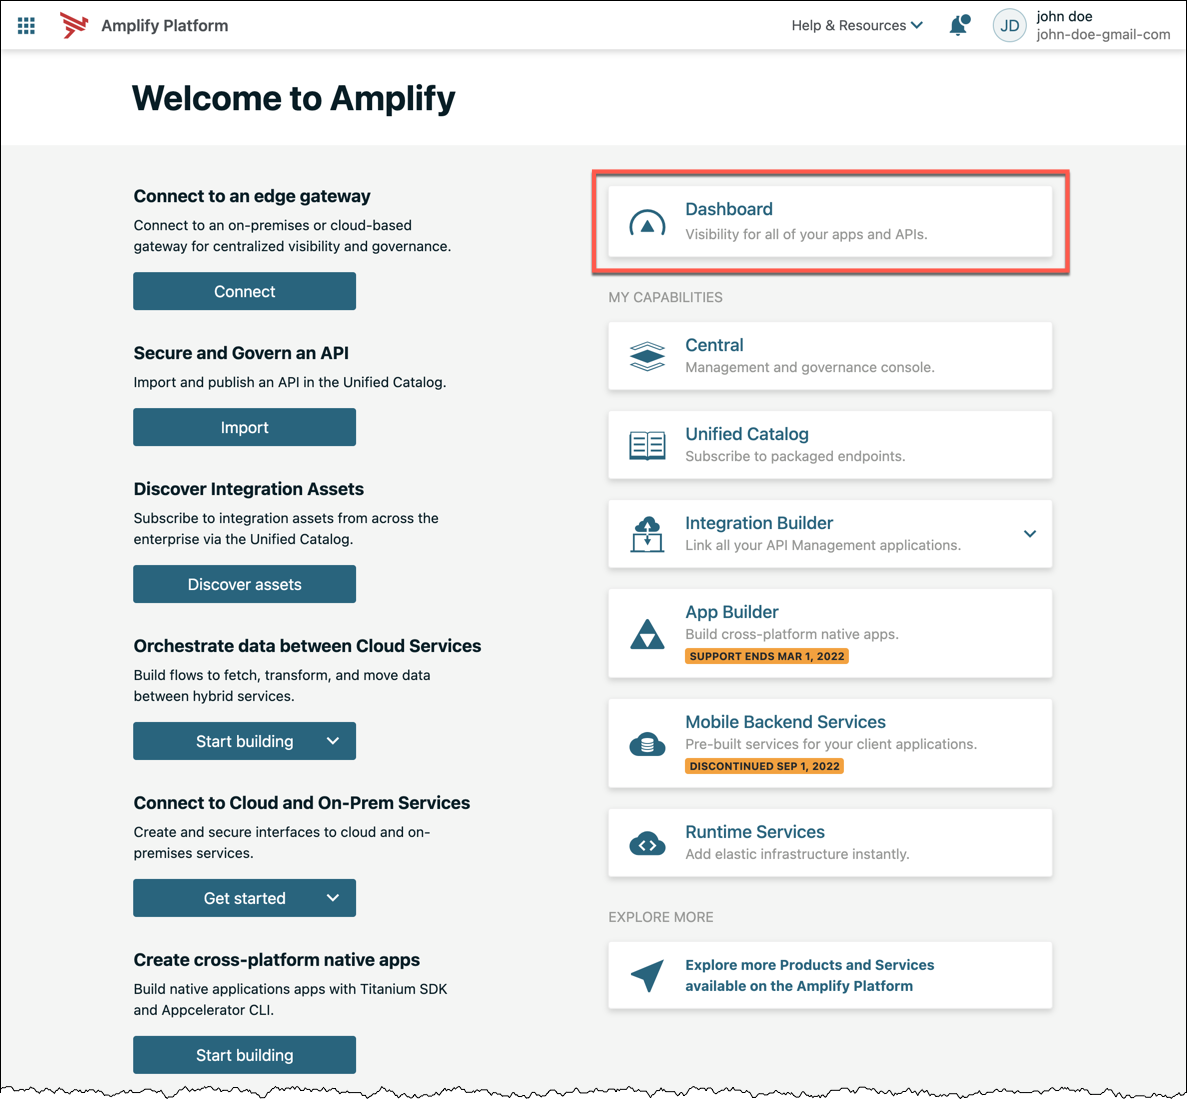 Amplify Platform
Help & Resources
JD
john doe
john-doe-gmail-com
Welcome to Amplify
Connect to an edge gateway
Connect to an on-premises or cloud-based
gateway for centralized visibility and governance.
Connect
Secure and Govern an API
Import and publish an API in the Unified Catalog.
Import
Discover Integration Assets
Subscribe to integration assets from across the
enterprise via the Unified Catalog.
Discover assets
Orchestrate data between Cloud Services
Build flows to fetch, transform, and move data
between hybrid services.
Start building
Connect to Cloud and On-Prem Services
Create and secure interfaces to cloud and on-
premises services.
Get started
Create cross-platform native apps
Build native applications apps with Titanium SDK
and Appcelerator CLI.
Start building
Dashboard
Visibility for all of your apps and APIs.
MY CAPABILITIES
Central
Management and governance console.
Unified Catalog
Subscribe to packaged endpoints.
Integration Builder
Link all your API Management applications.
App Builder
Build cross-platform native apps.
SUPPORT ENDS MAR 1, 2022
Mobile Backend Services
Pre-built services for your client applications.
DISCONTINUED SEP 1, 2022
Runtime Services
Add elastic infrastructure instantly.
EXPLORE MORE
Explore more Products and Services
available on the Amplify Platform